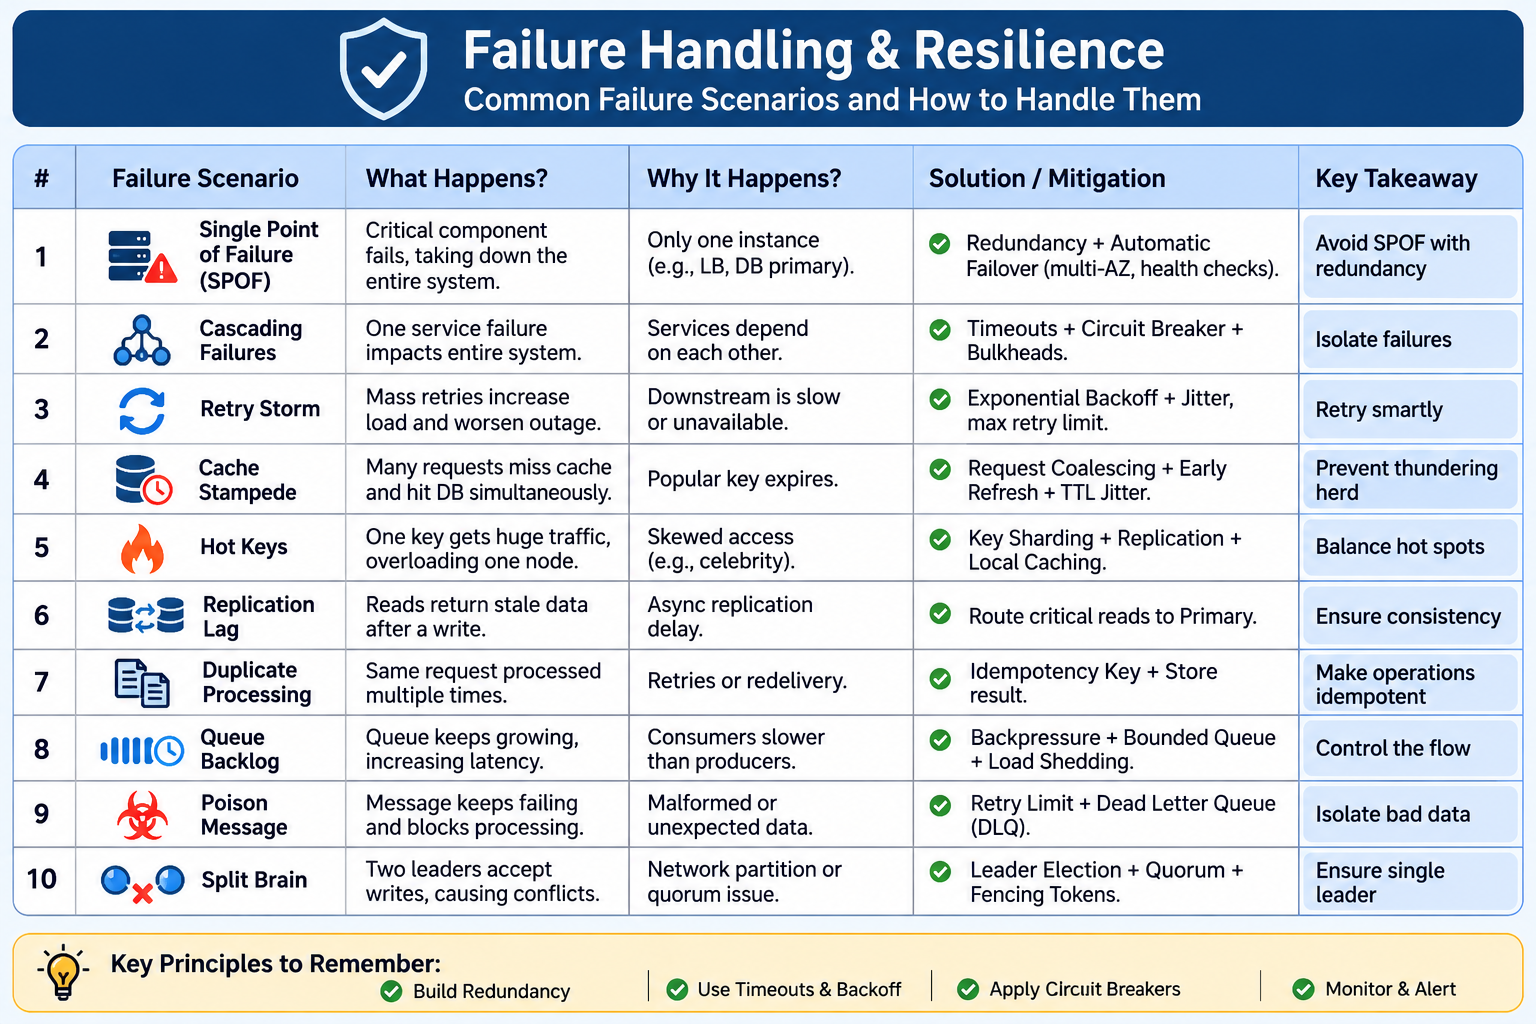 Failure Handling & Resilience
Common Failure Scenarios and How to Handle Them
#
Failure Scenario
What Happens?
Why It Happens?
Solution / Mitigation
Key Takeaway
1
Single Point
of Failure
(SPOF)
Critical component
fails, taking down the
entire system.
Only one instance
(e.g., LB, DB primary).
Redundancy + Automatic
Failover (multi-AZ, health checks).
Avoid SPOF with
redundancy
2
Cascading
Failures
One service failure
impacts entire system.
Services depend
on each other.
Timeouts + Circuit Breaker +
Bulkheads.
Isolate failures
3
Retry Storm
Mass retries increase
load and worsen outage.
Downstream is slow
or unavailable.
Exponential Backoff + Jitter,
max retry limit.
Retry smartly
4
Cache
Stampede
Many requests miss cache
and hit DB simultaneously.
Popular key expires.
Request Coalescing + Early
Refresh + TTL Jitter.
Prevent thundering
herd
5
Hot Keys
One key gets huge traffic,
overloading one node.
Skewed access
(e.g., celebrity).
Key Sharding + Replication +
Local Caching.
Balance hot spots
6
Replication
Lag
Reads return stale data
after a write.
Async replication
delay.
Route critical reads to Primary.
Ensure consistency
7
Duplicate
Processing
Same request processed
multiple times.
Retries or redelivery.
Idempotency Key + Store
result.
Make operations
idempotent
8
Queue
Backlog
Queue keeps growing,
increasing latency.
Consumers slower
than producers.
Backpressure + Bounded Queue
+ Load Shedding.
Control the flow
9
Poison
Message
Message keeps failing
and blocks processing.
Malformed or
unexpected data.
Retry Limit + Dead Letter Queue
(DLQ).
Isolate bad data
10
Split Brain
Two leaders accept
writes, causing conflicts.
Network partition or
quorum issue.
Leader Election + Quorum +
Fencing Tokens.
Ensure single
leader
Key Principles to Remember:
Build Redundancy
Use Timeouts & Backoff
Apply Circuit Breakers
Monitor & Alert